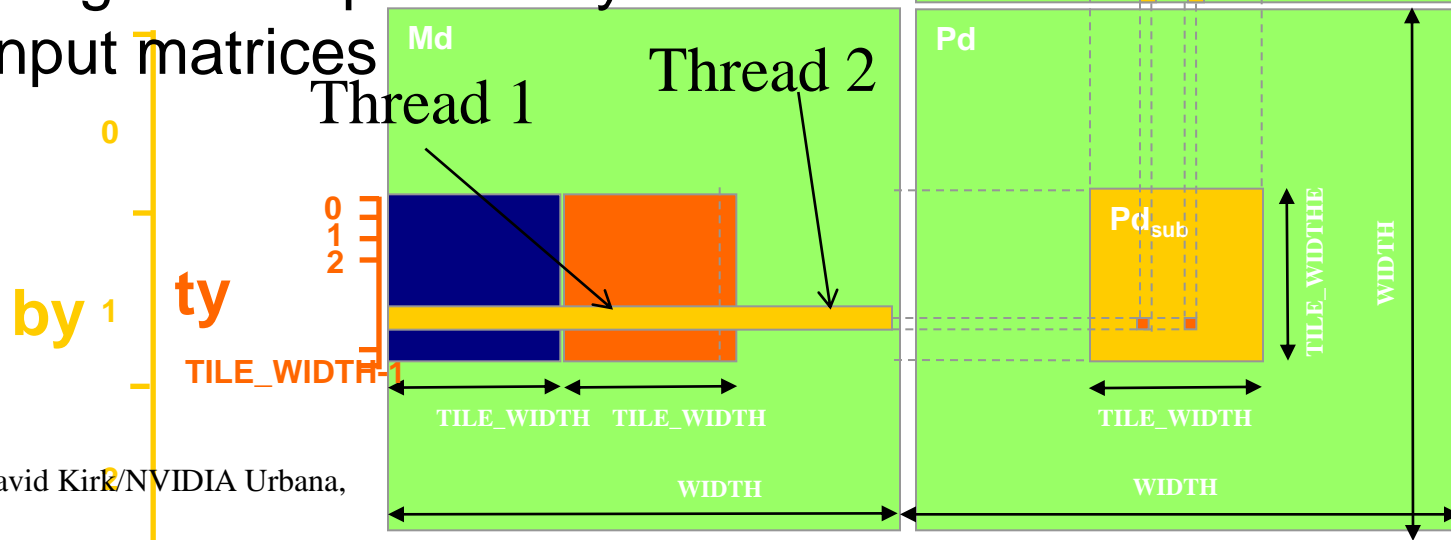 nput matrices
Md
Pd
Thread 1
Thread 2
0
0
1
2
by
1
ty
TILE_WIDTH-1
Pdsub
TILE_WIDTHE
WIDTH
TILE_WIDTH
TILE_WIDTH
TILE_WIDTH
2
avid Kirk/NVIDIA Urbana,
WIDTH
WIDTH